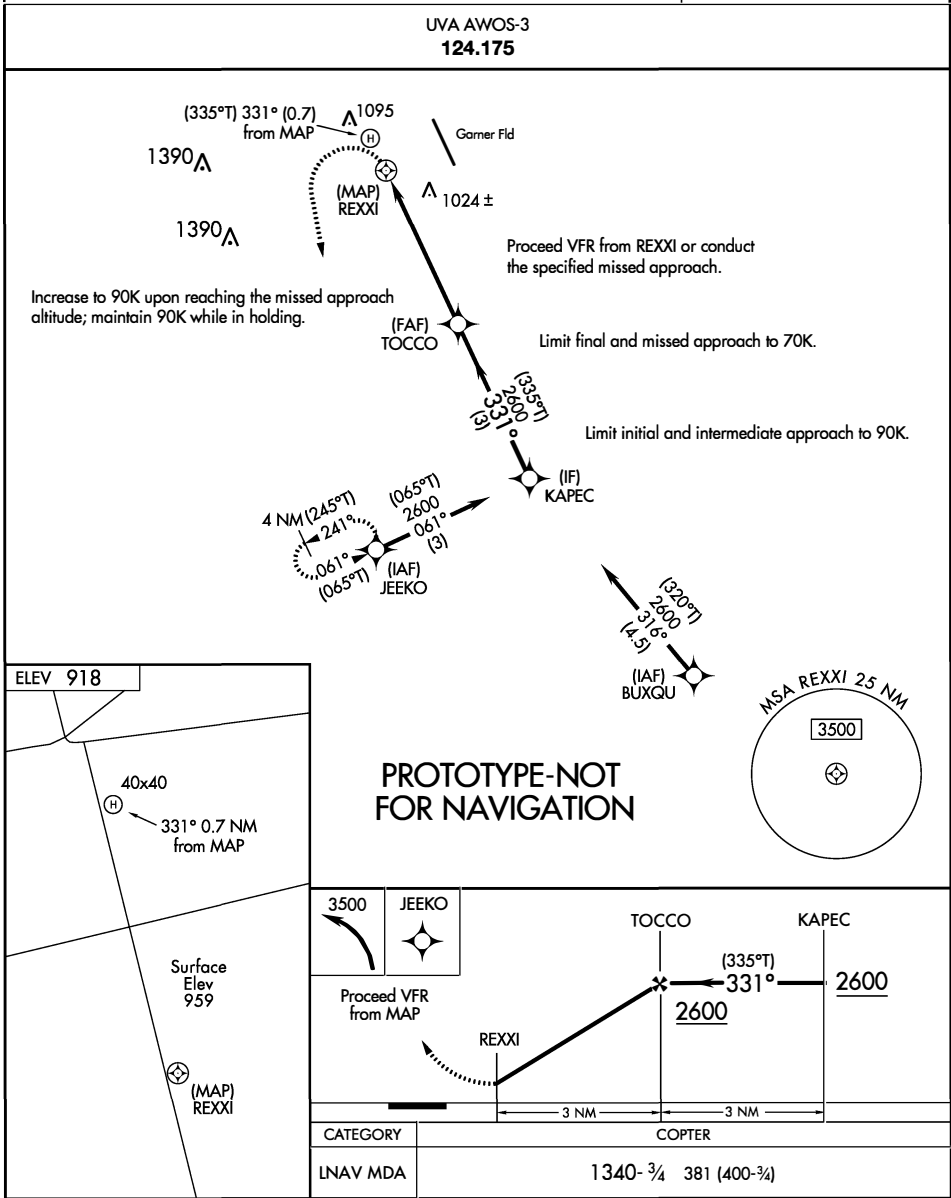 UVA AWOS-3
124.175
(335°T) 331° (0.7)
from MAP
1095
Garner Fld
1390
(MAP)
REXXI
1024 ±
1390
Proceed VFR from REXXI or conduct
the specified missed approach.
Increase to 90K upon reaching the missed approach
altitude; maintain 90K while in holding.
(FAF)
TOCCO
Limit final and missed approach to 70K.
(335°T)
2600
331°
(3)
Limit initial and intermediate approach to 90K.
(IF)
KAPEC
4 NM (245°T)
241°
061°
(065°T)
(065°T)
2600
061°
(3)
(IAF)
JEEKO
(320°T)
2600
316°
(4.5)
(IAF)
BUXQU
MSA REXXI 25 NM
3500
ELEV 918
40x40
H
331° 0.7 NM
from MAP
Surface
Elev
959
(MAP)
REXXI
PROTOTYPE-NOT
FOR NAVIGATION
3500
JEEKO
TOCCO
KAPEC
(335°T)
331°
2600
2600
Proceed VFR
from MAP
REXXI
3 NM
3 NM
CATEGORY
COPTER
LNAV MDA
1340-¾ 381 (400-¾)
H